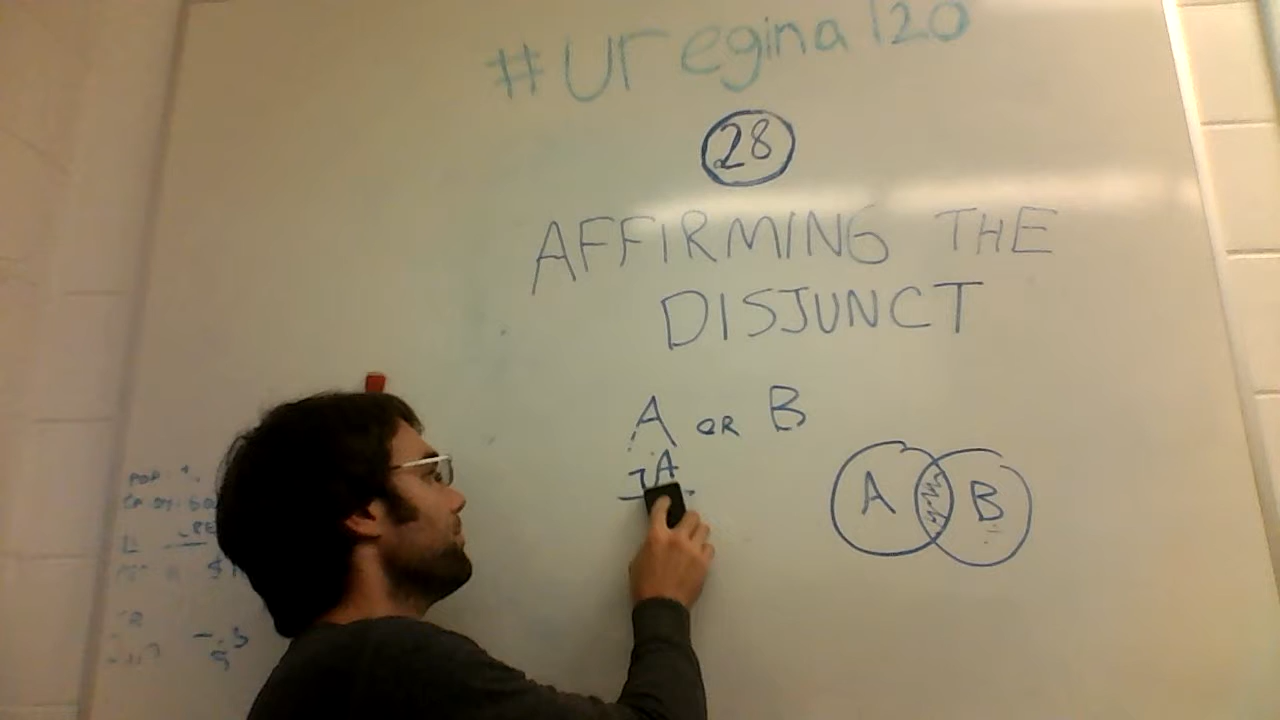 #Uregina120
28
AFFIRMING THE
DISJUNCT
A OR B
¬A
A B